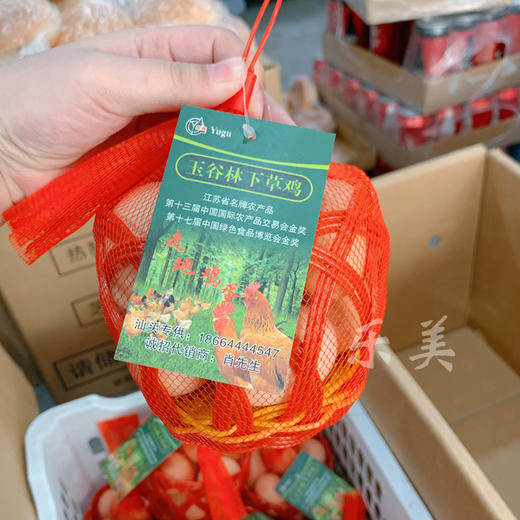 Yugu
玉谷林下草鸡
江苏省名牌农产品
第十三届中国国际农产品交易会金奖
第十七届中国绿色食品博览会金奖
走地鸡蛋
汕头专供：18664444547
诚招代销商：肖先生
乐美